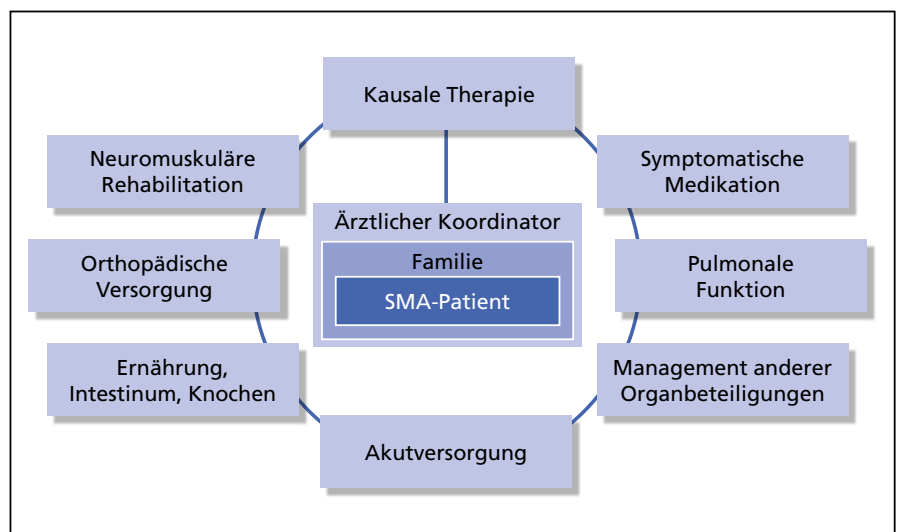 Kausale Therapie
Neuromuskuläre
Rehabilitation
Symptomatische
Medikation
Ärztlicher Koordinator
Familie
SMA-Patient
Orthopädische
Versorgung
Pulmonale
Funktion
Ernährung,
Intestinum, Knochen
Management anderer
Organbeteiligungen
Akutversorgung